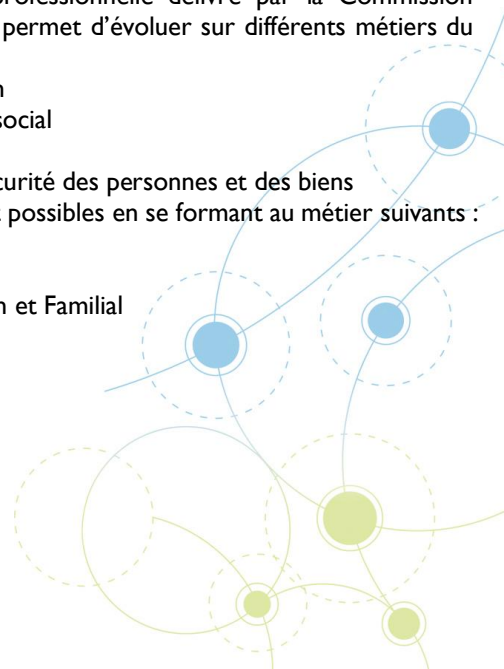 professionnelle délivré par la Commission
permet d'évoluer sur différents métiers du
n
social
curité des personnes et des biens
t possibles en se formant au métier suivants :
n et Familial